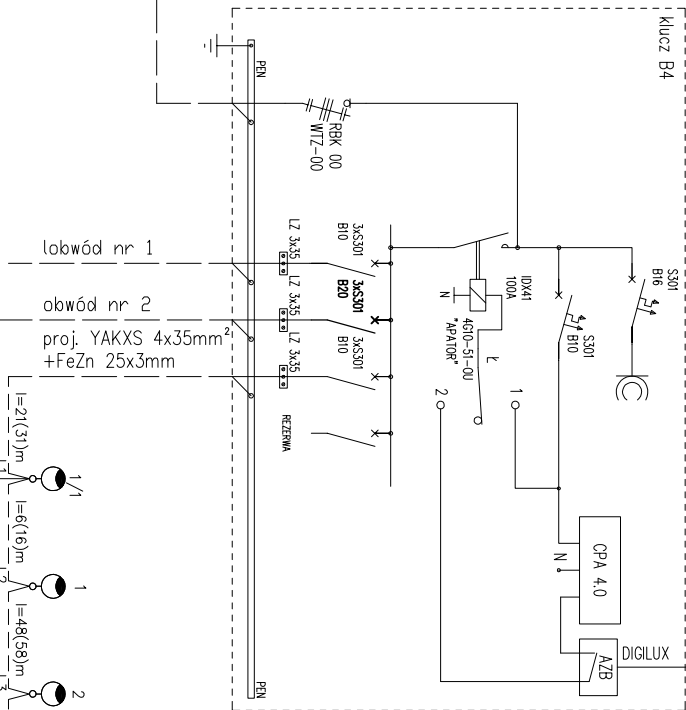 klucz B4
PEN
RBK 00
WTZ-00
lobwód nr 1
obwód nr 2
proj. YAKXS 4x35mm²
+FeZn 25x3mm
LZ 3x35
LZ 3x35
LZ 3x35
3xS301
B10
3xS301
B20
3xS301
B10
REZERWA
IDX41
100A
N
4G10-51-OU
"APATOR"
Ł
1
2
S301
B16
S301
B10
CPA 4.0
N
AZB
DIGILUX
PEN
l=21(31)m
1/1
l=6(16)m
1
l=48(58)m
2